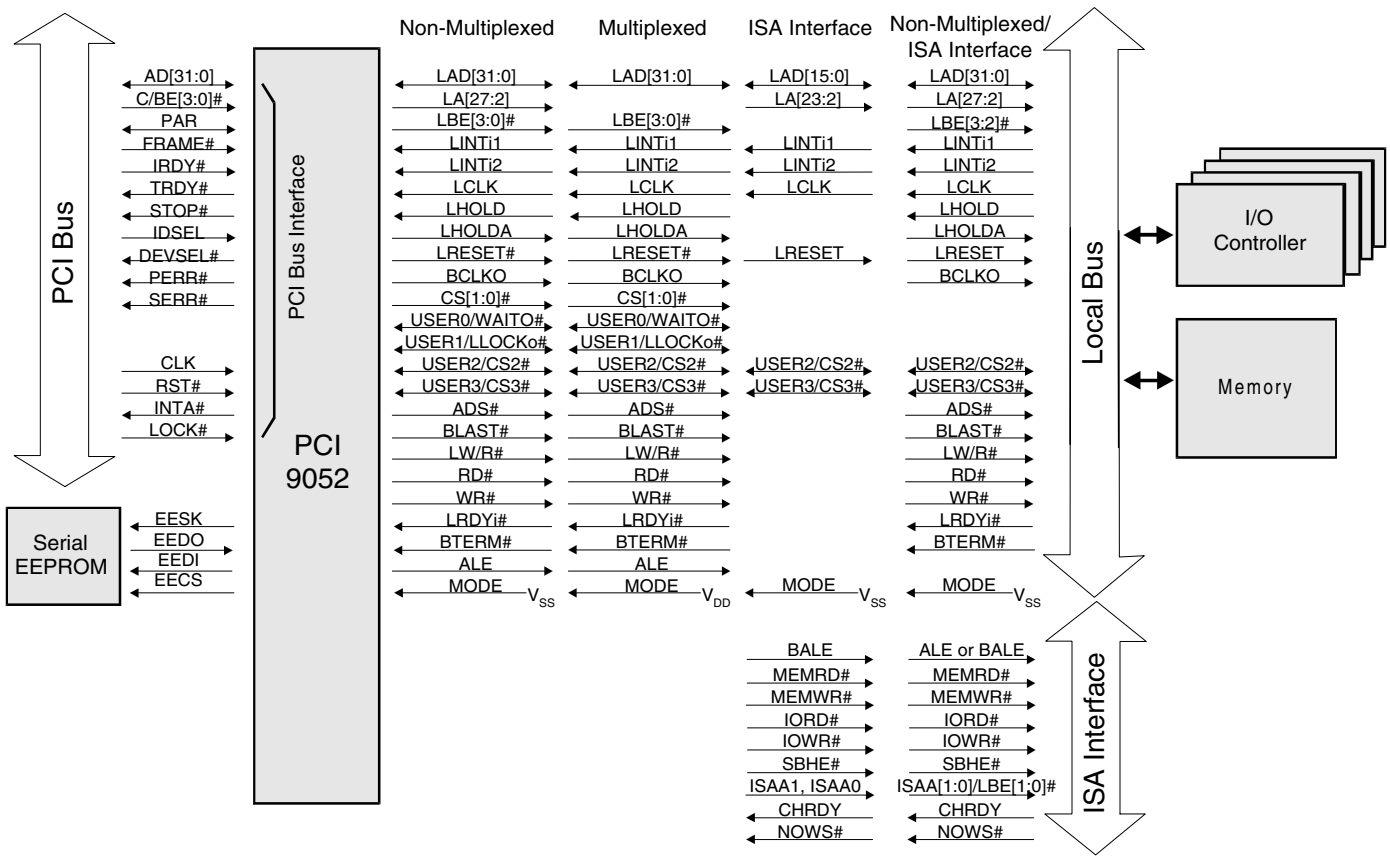 Non-Multiplexed Multiplexed ISA Interface Non-Multiplexed/
ISA Interface
AD[31:0] LAD[31:0] LAD[31:0] LAD[15:0] LAD[31:0]
C/BE[3:0]# LA[27:2] LA[23:2] LA[27:2]
PAR LBE[3:0]# LBE[3:0]# LBE[3:2]#
FRAME# LINTi1 LINTi1 LINTi1 LINTi1
IRDY# LINTi2 LINTi2 LINTi2 LINTi2
TRDY# LCLK LCLK LCLK LCLK
STOP# LHOLD LHOLD LHOLD
IDSEL LHOLDA LHOLDA LHOLDA
DEVSEL# LRESET# LRESET# LRESET LRESET
PERR# BCLKO BCLKO BCLKO
SERR# CS[1:0]# CS[1:0]#
USER0/WAITO# USER0/WAITO#
USER1/LLOCKo# USER1/LLOCKo#
CLK USER2/CS2# USER2/CS2# USER2/CS2# USER2/CS2#
RST# USER3/CS3# USER3/CS3# USER3/CS3# USER3/CS3#
INTA# ADS# ADS# ADS#
LOCK# BLAST# BLAST# BLAST#
LW/R# LW/R# LW/R#
RD# RD# RD#
WR# WR# WR#
EESK LRDYi# LRDYi# LRDYi#
EEDO BTERM# BTERM# BTERM#
EEDI ALE ALE
EECS MODE VSS MODE VDD MODE VSS MODE VSS
BALE ALE or BALE
MEMRD# MEMRD#
MEMWR# MEMWR#
IORD# IORD#
IOWR# IOWR#
SBHE# SBHE#
ISAA1, ISAA0 ISAA[1:0]/LBE[1:0]#
CHRDY CHRDY
NOWS# NOWS#
PCI Bus
PCI Bus Interface
PCI
9052
Serial
EEPROM
Local Bus
ISA Interface
I/O
Controller
Memory